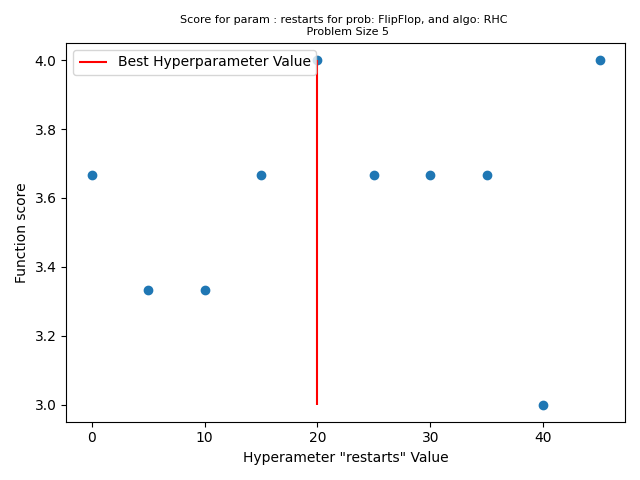 Score for param : restarts for prob: FlipFlop, and algo: RHC
Problem Size 5
Best Hyperparameter Value
4.0
3.8
3.6
3.4
3.2
3.0
Function score
0 10 20 30 40
Hyperameter "restarts" Value